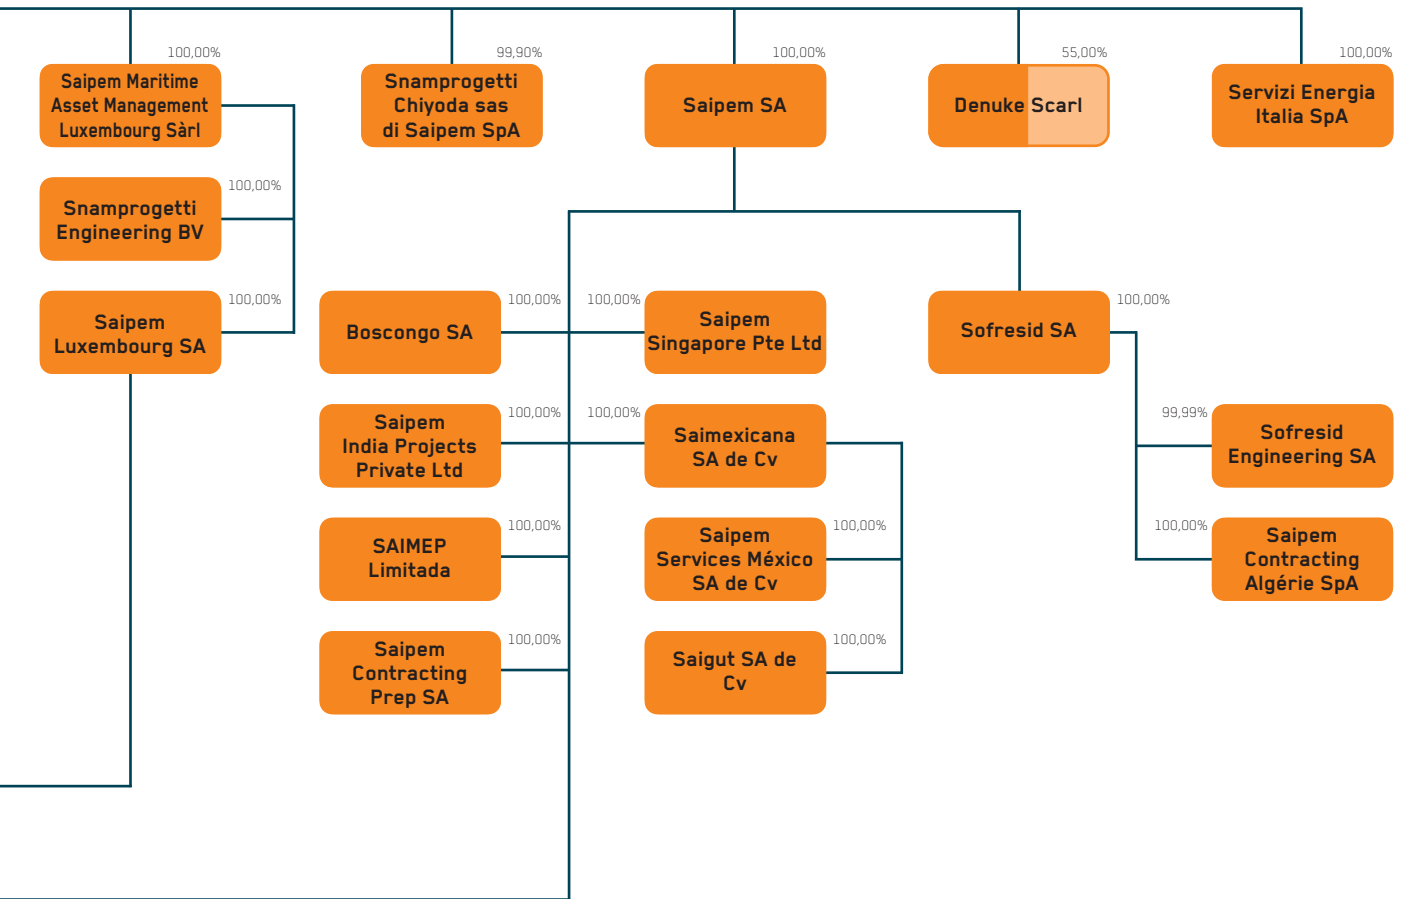 100,00%
Saipem Maritime
Asset Management
Luxembourg Sàrl
99,90%
Snamprogetti
Chiyoda sas
di Saipem SpA
100,00%
Saipem SA
55,00%
Denuke Scarl
100,00%
Servizi Energia
Italia SpA
100,00%
Snamprogetti
Engineering BV
100,00%
Saipem
Luxembourg SA
100,00%
Boscongo SA
100,00%
Saipem
Singapore Pte Ltd
100,00%
Sofresid SA
100,00%
Saipem
India Projects
Private Ltd
100,00%
Saimexicana
SA de Cv
99,99%
Sofresid
Engineering SA
100,00%
SAIMEP
Limitada
100,00%
Saipem
Services México
SA de Cv
100,00%
Saipem
Contracting
Algérie SpA
100,00%
Saipem
Contracting
Prep SA
100,00%
Saigut SA de
Cv